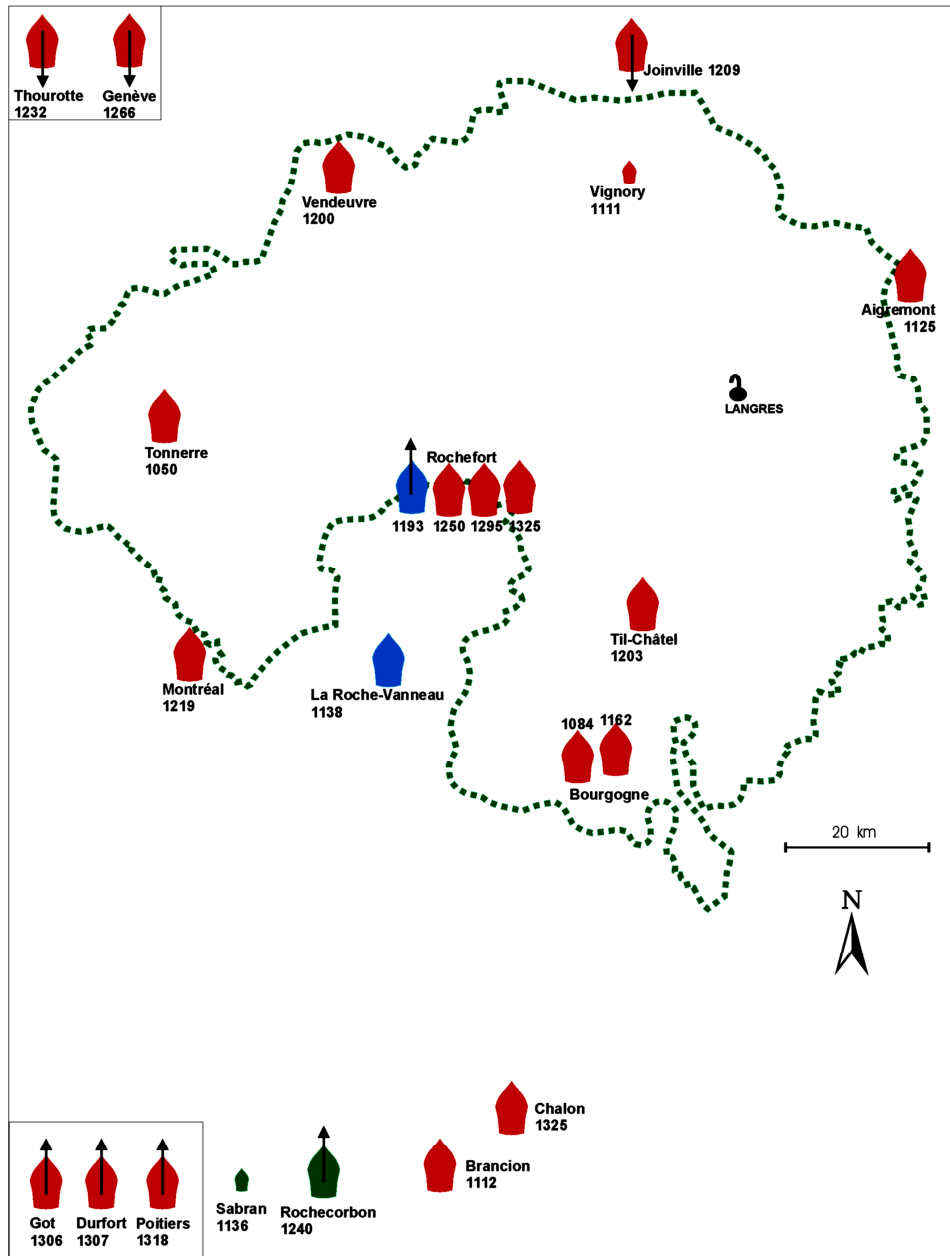 Thourotte
1232
Genève
1266
Joinville 1209
Vendeuvre
1200
Vignory
1111
Aigremont
1125
LANGRES
Tonnerre
1050
Rochefort
1193 1250 1295 1325
Til-Châtel
1203
Montréal
1219
La Roche-Vanneau
1138
1084 1162
Bourgogne
20 km
N
Chalon
1325
Brancion
1112
Got
1306
Durfort
1307
Poitiers
1318
Sabran
1136
Rochecorbon
1240